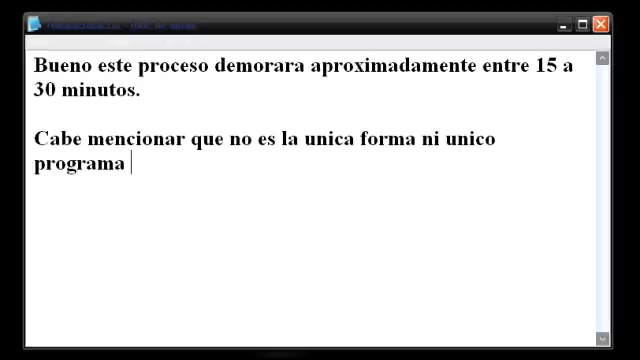 Bueno este proceso demorara aproximadamente entre 15 a
30 minutos.
Cabe mencionar que no es la unica forma ni unico
programa